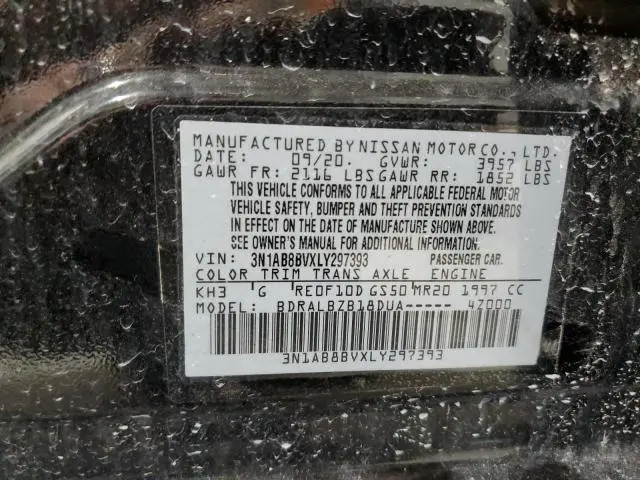 MANUFACTURED BY NISSAN MOTOR CO., LTD.
DATE: 09/20. GVWR: 3957 LBS
GAWR FR: 2116 LBS GAWR RR: 1852 LBS
THIS VEHICLE CONFORMS TO ALL APPLICABLE FEDERAL MOTOR
VEHICLE SAFETY, BUMPER AND THEFT PREVENTION STANDARDS
IN EFFECT ON THE DATE OF MANUFACTURE SHOWN ABOVE.
SEE OWNER'S MANUAL FOR ADDITIONAL INFORMATION.
VIN: 3N1AB8BVXLY297393 PASSENGER CAR.
COLOR TRIM TRANS AXLE ENGINE
KH3 G RE0F10D GS50 MR20 1997 CC
MODEL: BDRALBZB18DUA----- 4Z000
3N1AB8BVXLY297393